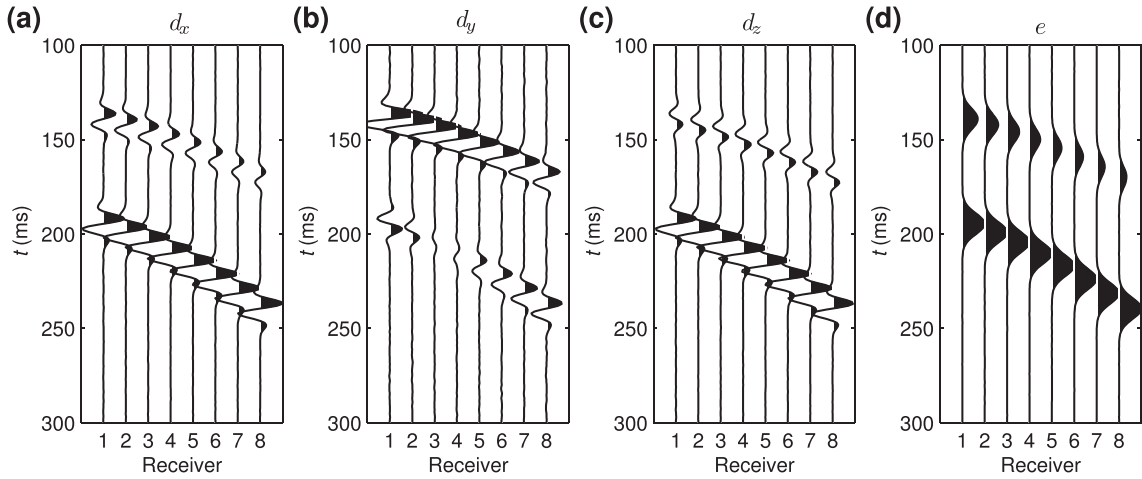 (a) d_x (b) d_y (c) d_z (d) e
100 100 100 100
150 150 150 150
200 200 200 200
250 250 250 250
300 300 300 300
t (ms) t (ms) t (ms) t (ms)
1 2 3 4 5 6 7 8 1 2 3 4 5 6 7 8 1 2 3 4 5 6 7 8 1 2 3 4 5 6 7 8
Receiver Receiver Receiver Receiver